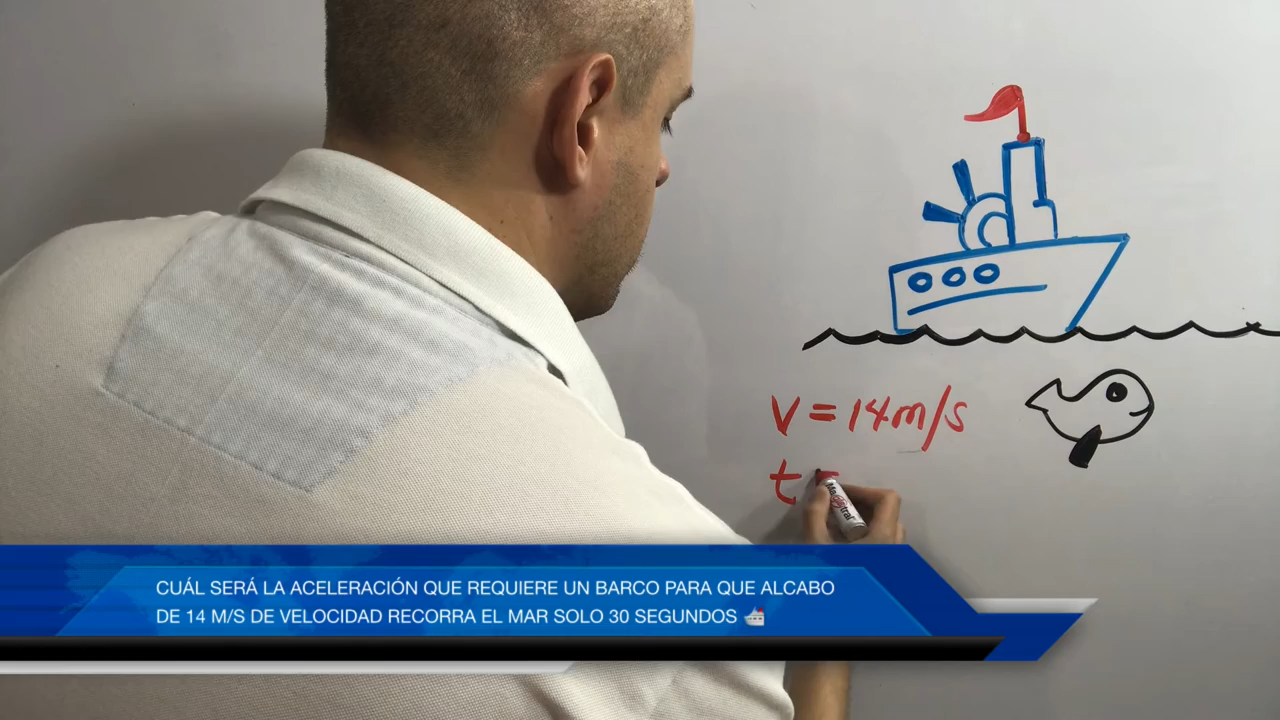 V = 14m/s
t =
CUÁL SERÁ LA ACELERACIÓN QUE REQUIERE UN BARCO PARA QUE ALCABO
DE 14 M/S DE VELOCIDAD RECORRA EL MAR SOLO 30 SEGUNDOS 🚢